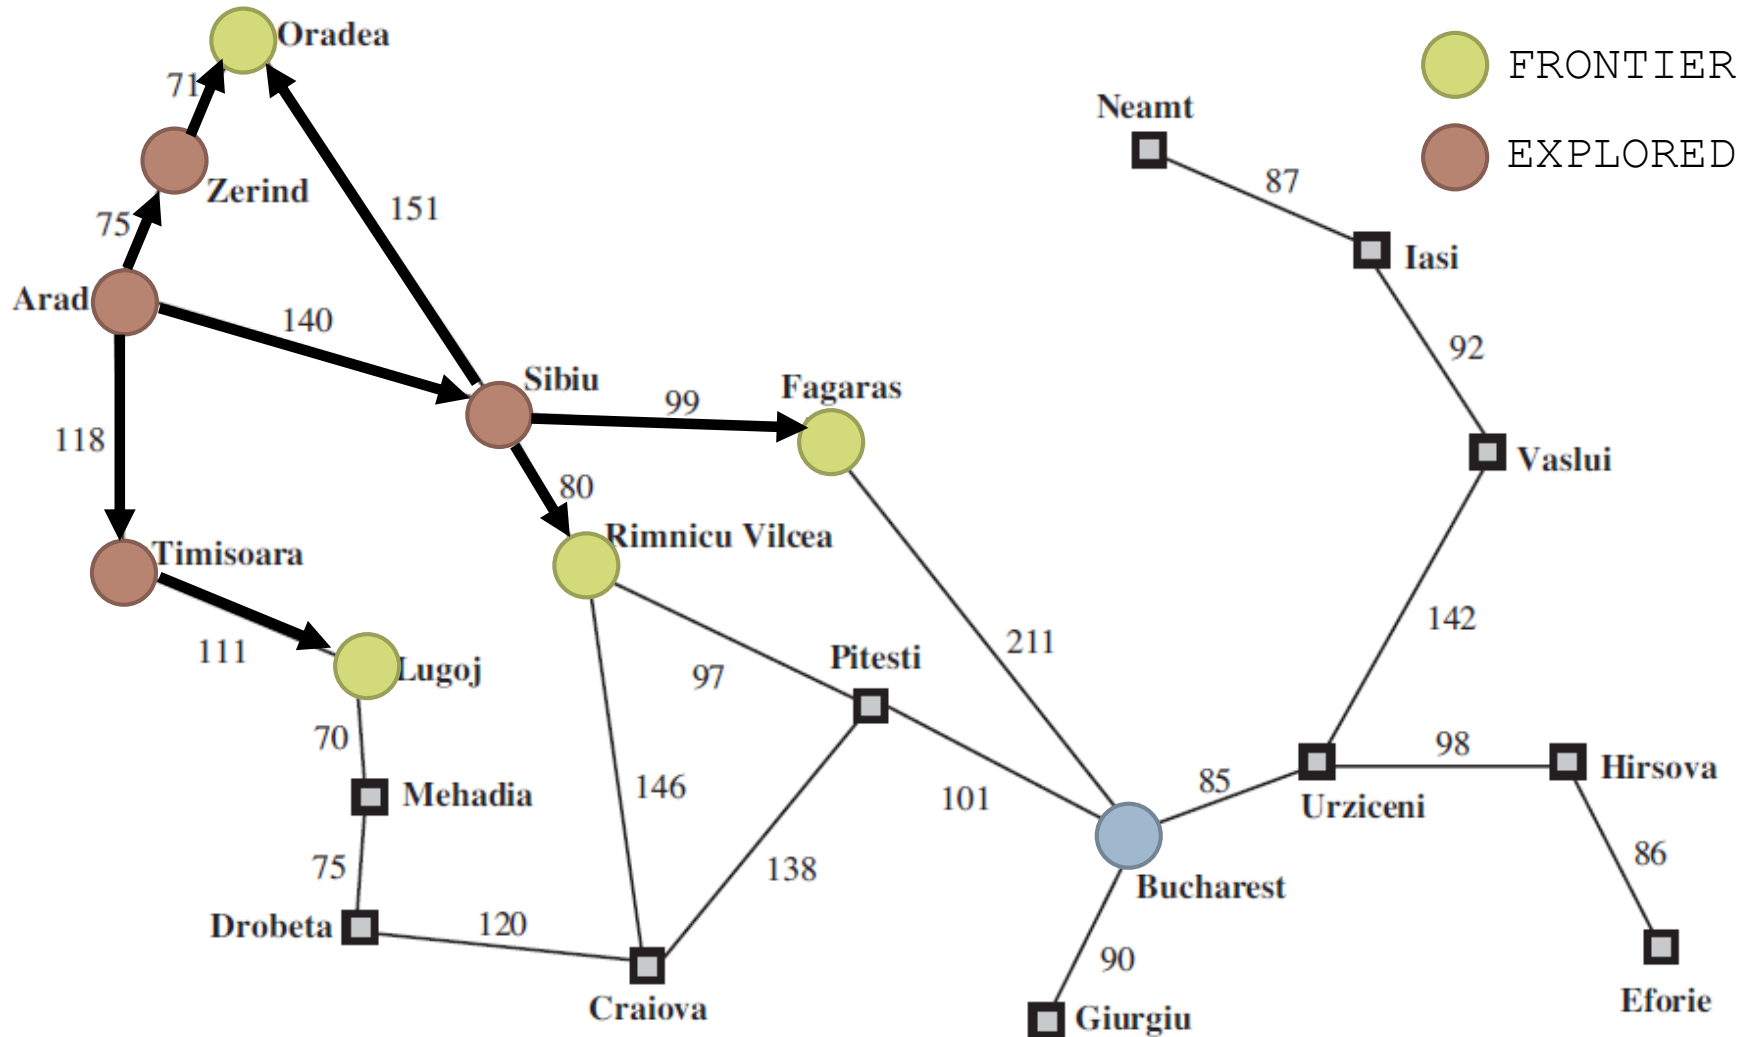 Oradea
FRONTIER
71
Neamt
EXPLORED
87
Zerind
151
75
Iasi
Arad
140
92
Sibiu
Fagaras
99
118
Vaslui
80
Rimnicu Vilcea
Timisoara
142
111
211
Pitesti
Lugoj
97
70
98
Hirsova
146
85
Mehadia
101
Urziceni
75
138
86
Bucharest
Drobeta
120
90
Craiova
Eforie
Giurgiu